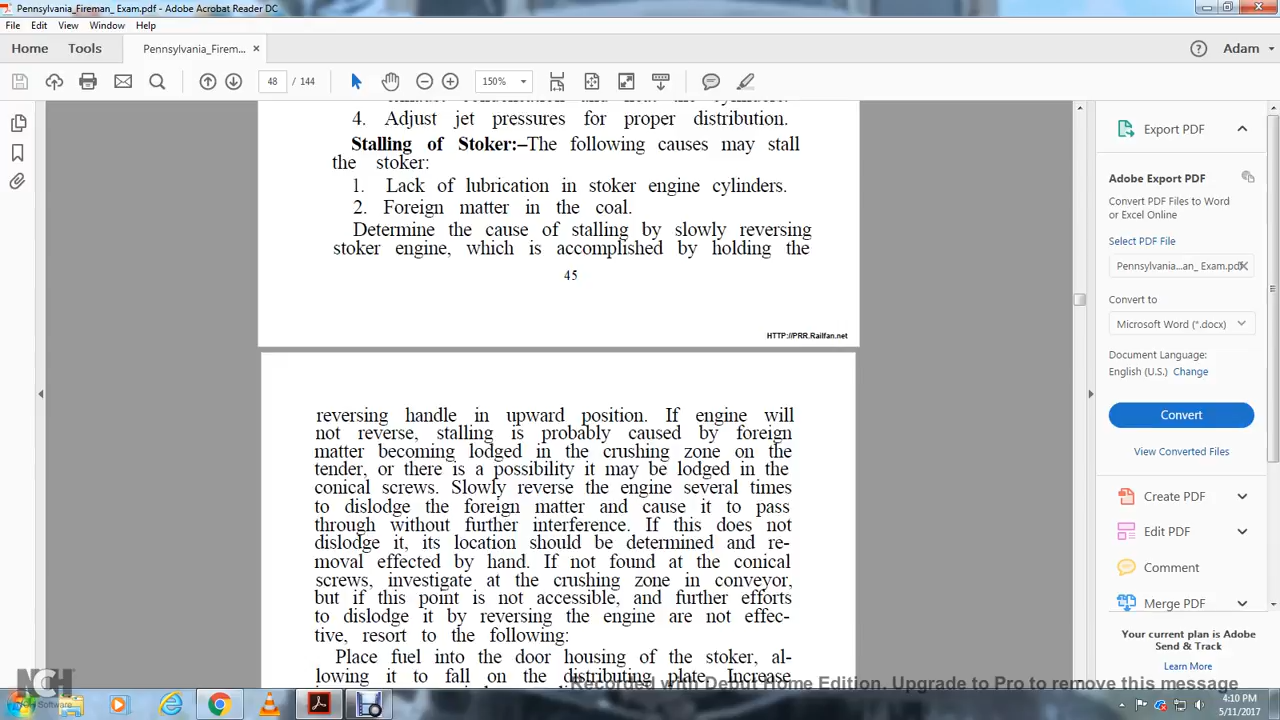 Pennsylvania_Fireman_ Exam.pdf - Adobe Acrobat Reader DC
File Edit View Window Help
Home Tools Pennsylvania_Firem... × Adam
48 / 144 150%
4. Adjust jet pressures for proper distribution.
Stalling of Stoker:–The following causes may stall
the stoker:
1. Lack of lubrication in stoker engine cylinders.
2. Foreign matter in the coal.
Determine the cause of stalling by slowly reversing
stoker engine, which is accomplished by holding the
45
HTTP://PRR.Railfan.net
reversing handle in upward position. If engine will
not reverse, stalling is probably caused by foreign
matter becoming lodged in the crushing zone on the
tender, or there is a possibility it may be lodged in the
conical screws. Slowly reverse the engine several times
to dislodge the foreign matter and cause it to pass
through without further interference. If this does not
dislodge it, its location should be determined and re-
moval effected by hand. If not found at the conical
screws, investigate at the crushing zone in conveyor,
but if this point is not accessible, and further efforts
to dislodge it by reversing the engine are not effec-
tive, resort to the following:
Place fuel into the door housing of the stoker, al-
lowing it to fall on the distributing plate. Increase
Export PDF
Adobe Export PDF
Convert PDF Files to Word
or Excel Online
Select PDF File
Pennsylvania...an_ Exam.pdf
Convert to
Microsoft Word (*.docx)
Document Language:
English (U.S.) Change
Convert
View Converted Files
Create PDF
Edit PDF
Comment
Merge PDF
Your current plan is Adobe
Send & Track
Learn More
Recorded with Debut Home Edition. Upgrade to Pro to remove this message
NCH Software
4:10 PM
5/11/2017